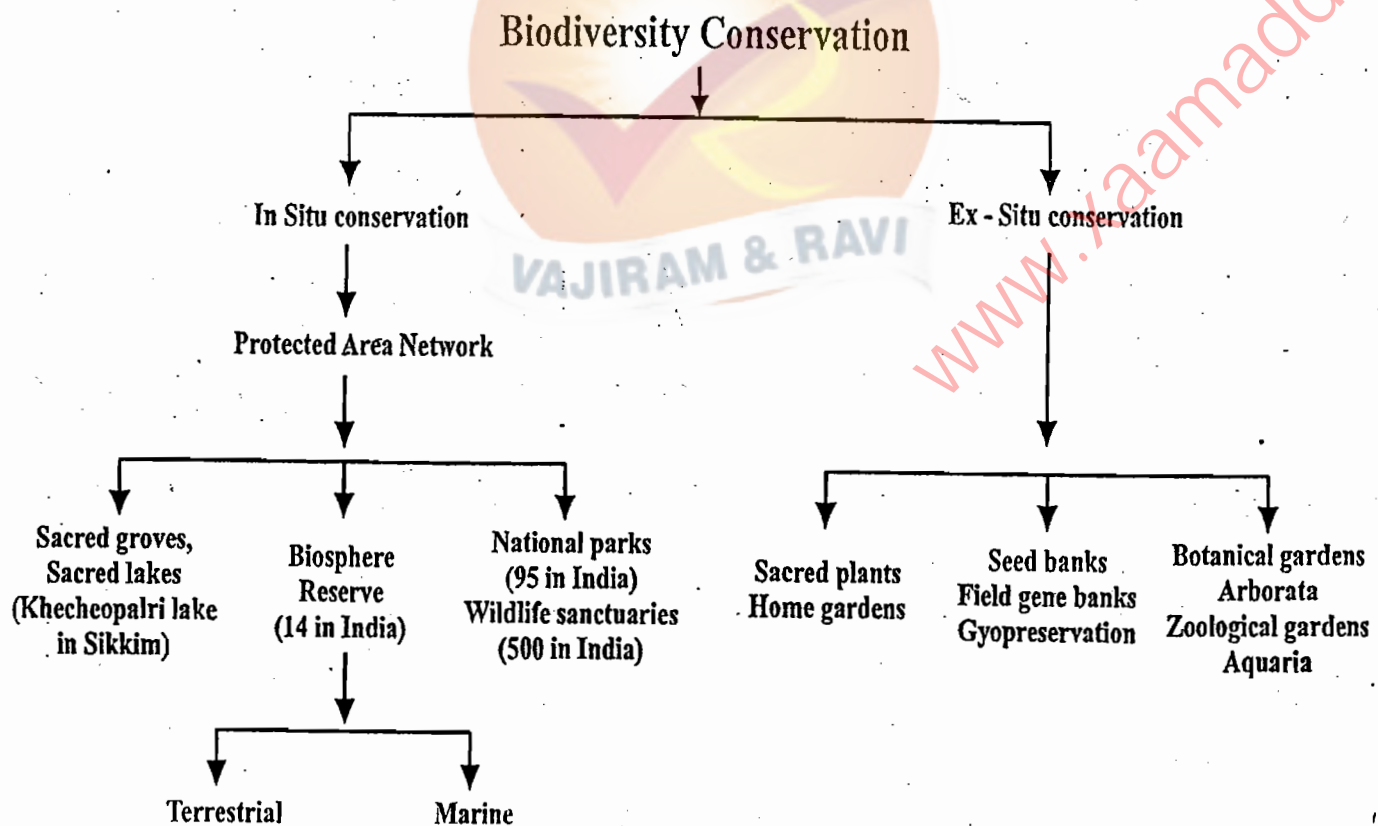 Biodiversity Conservation
In Situ conservation
Ex - Situ conservation
VAJIRAM & RAVI
www.xaamad
Protected Area Network
Sacred groves,
Sacred lakes
(Khecheopalri lake
in Sikkim)
Biosphere
Reserve
(14 in India)
National parks
(95 in India)
Wildlife sanctuaries
(500 in India)
Sacred plants
Home gardens
Seed banks
Field gene banks
Gyopreservation
Botanical gardens
Arborata
Zoological gardens
Aquaria
Terrestrial
Marine